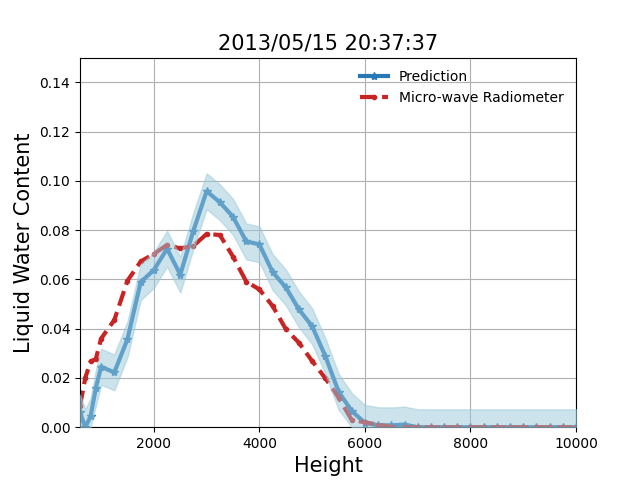 2013/05/15 20:37:37
Prediction
Micro-wave Radiometer
Liquid Water Content
0.14
0.12
0.10
0.08
0.06
0.04
0.02
0.00
2000 4000 6000 8000 10000
Height